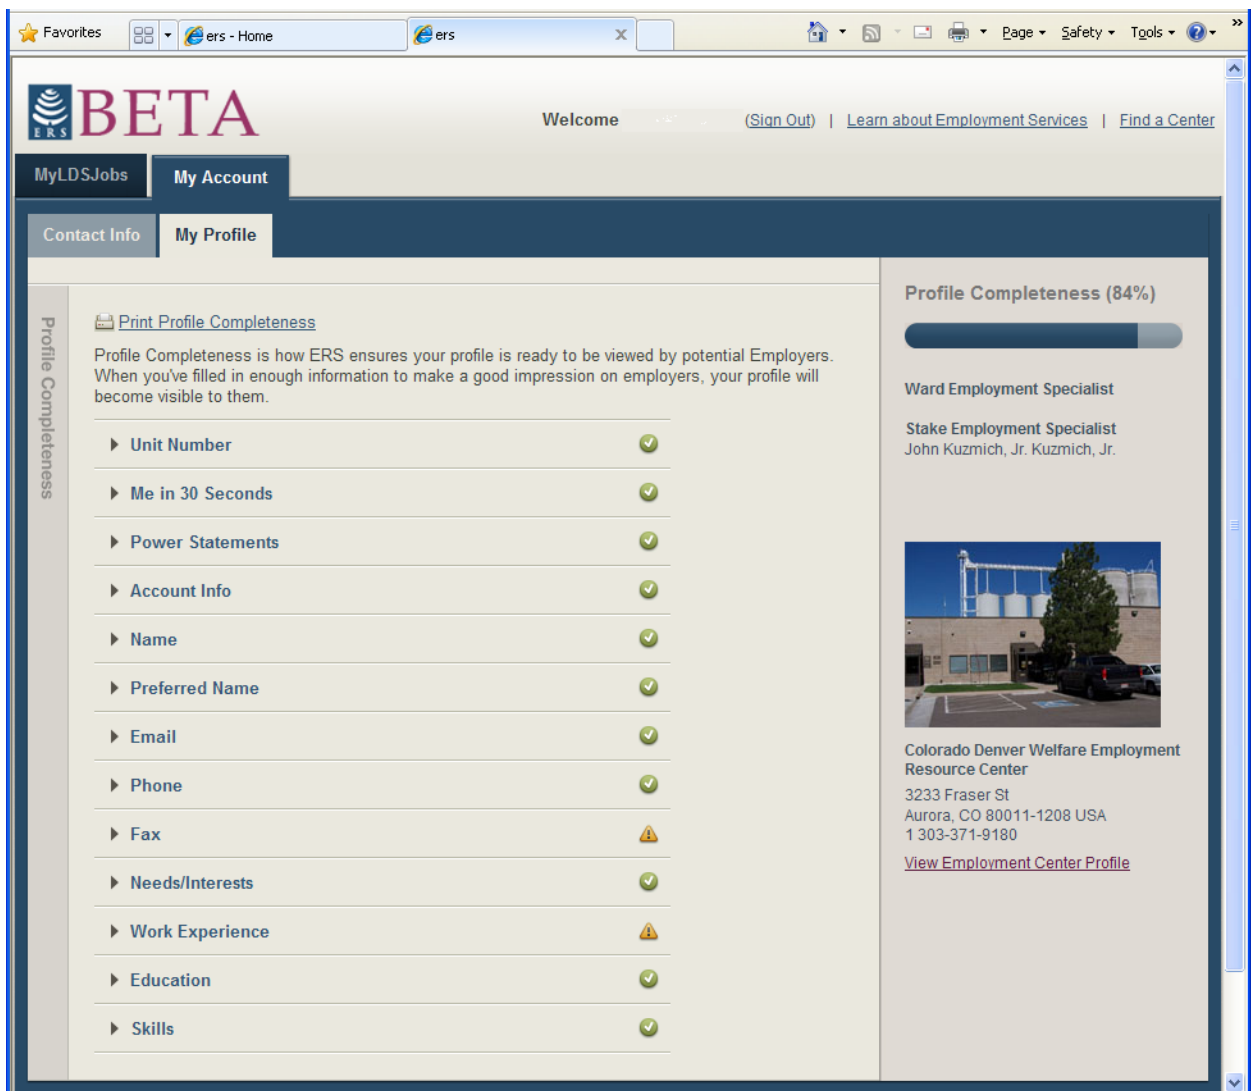 Favorites
ers - Home
ers
Page
Safety
Tools
ERS
BETA
Welcome
(Sign Out) | Learn about Employment Services | Find a Center
MyLDSJobs
My Account
Contact Info
My Profile
Profile Completeness
Print Profile Completeness
Profile Completeness is how ERS ensures your profile is ready to be viewed by potential Employers.
When you've filled in enough information to make a good impression on employers, your profile will
become visible to them.
Unit Number
Me in 30 Seconds
Power Statements
Account Info
Name
Preferred Name
Email
Phone
Fax
Needs/Interests
Work Experience
Education
Skills
Profile Completeness (84%)
Ward Employment Specialist
Stake Employment Specialist
John Kuzmich, Jr. Kuzmich, Jr.
Colorado Denver Welfare Employment
Resource Center
3233 Fraser St
Aurora, CO 80011-1208 USA
1 303-371-9180
View Employment Center Profile